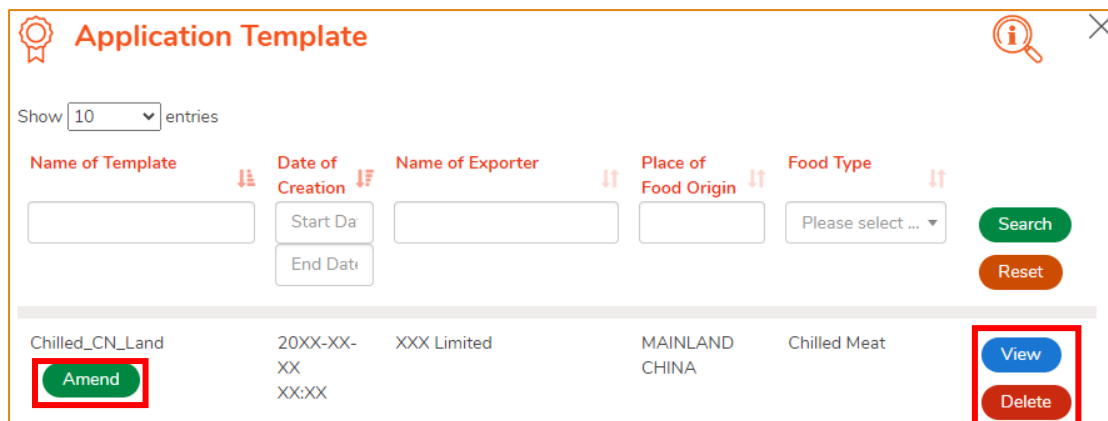 Application Template
Show 10 entries
Name of Template
Date of
Creation
Name of Exporter
Place of
Food Origin
Food Type
Start Da
End Date
Please select ...
Search
Reset
Chilled_CN_Land
Amend
20XX-XX-
XX
XX:XX
XXX Limited
MAINLAND
CHINA
Chilled Meat
View
Delete